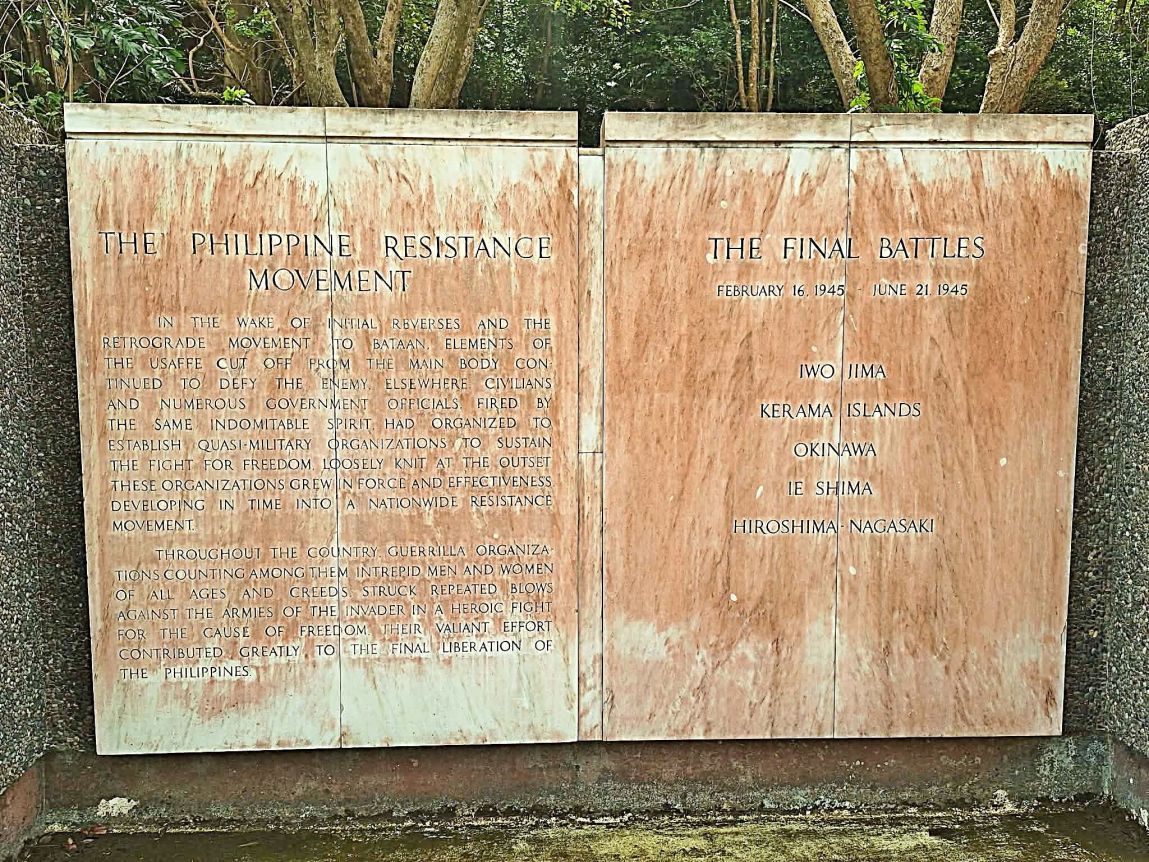 THE PHILIPPINE RESISTANCE
MOVEMENT
IN THE WAKE OF INITIAL REVERSES AND THE
RETROGRADE MOVEMENT TO BATAAN, ELEMENTS OF
THE USAFFE CUT OFF FROM THE MAIN BODY CON-
TINUED TO DEFY THE ENEMY. ELSEWHERE CIVILIANS
AND NUMEROUS GOVERNMENT OFFICIALS, FIRED BY
THE SAME INDOMITABLE SPIRIT, HAD ORGANIZED TO
ESTABLISH QUASI-MILITARY ORGANIZATIONS TO SUSTAIN
THE FIGHT FOR FREEDOM. LOOSELY KNIT AT THE OUTSET
THESE ORGANIZATIONS GREW IN FORCE AND EFFECTIVENESS,
DEVELOPING IN TIME INTO A NATIONWIDE RESISTANCE
MOVEMENT.
THROUGHOUT THE COUNTRY, GUERRILLA ORGANIZA-
TIONS COUNTING AMONG THEM INTREPID MEN AND WOMEN
OF ALL AGES AND CREEDS, STRUCK REPEATED BLOWS
AGAINST THE ARMIES OF THE INVADER IN A HEROIC FIGHT
FOR THE CAUSE OF FREEDOM. THEIR VALIANT EFFORT
CONTRIBUTED GREATLY TO THE FINAL LIBERATION OF
THE PHILIPPINES.
THE FINAL BATTLES
FEBRUARY 16, 1945 - JUNE 21, 1945
IWO JIMA
KERAMA ISLANDS
OKINAWA
IE SHIMA
HIROSHIMA-NAGASAKI